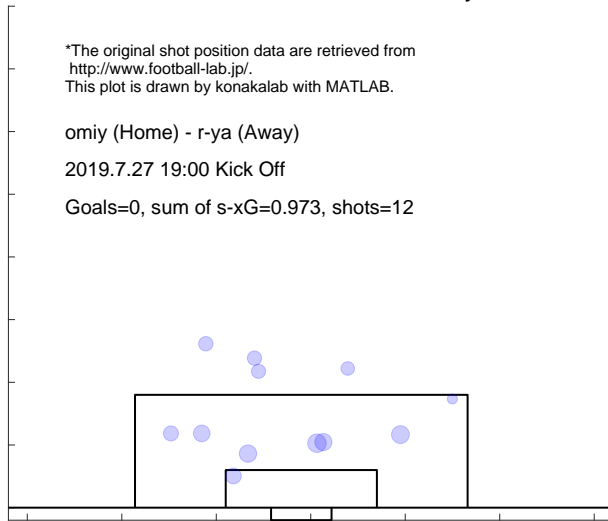 *The original shot position data are retrieved from
http://www.football-lab.jp/.
This plot is drawn by konakalab with MATLAB.
omiy (Home) - r-ya (Away)
2019.7.27 19:00 Kick Off
Goals=0, sum of s-xG=0.973, shots=12